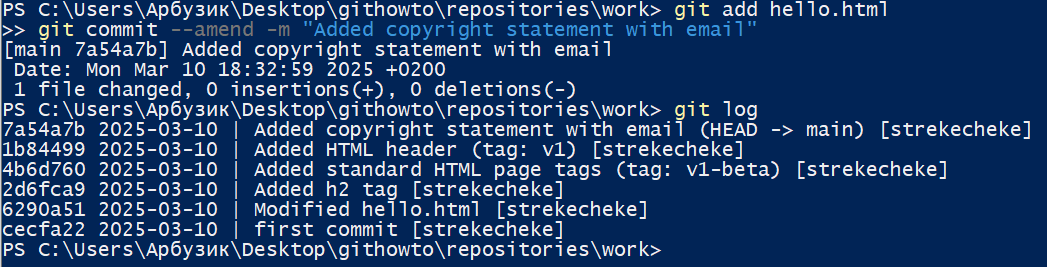 PS C:\Users\Арбузик\Desktop\githowto\repositories\work> git add hello.html
>> git commit --amend -m "Added copyright statement with email"
[main 7a54a7b] Added copyright statement with email
 Date: Mon Mar 10 18:32:59 2025 +0200
 1 file changed, 0 insertions(+), 0 deletions(-)
PS C:\Users\Арбузик\Desktop\githowto\repositories\work> git log
7a54a7b 2025-03-10 | Added copyright statement with email (HEAD -> main) [strekecheke]
1b84499 2025-03-10 | Added HTML header (tag: v1) [strekecheke]
4b6d760 2025-03-10 | Added standard HTML page tags (tag: v1-beta) [strekecheke]
2d6fca9 2025-03-10 | Added h2 tag [strekecheke]
6290a51 2025-03-10 | Modified hello.html [strekecheke]
cecfa22 2025-03-10 | first commit [strekecheke]
PS C:\Users\Арбузик\Desktop\githowto\repositories\work>